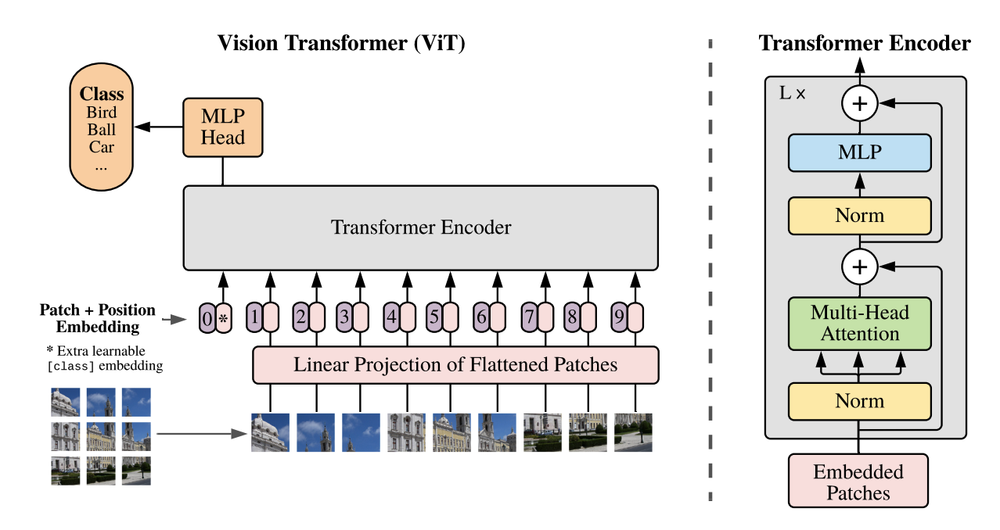 Vision Transformer (ViT)
Class
Bird
Ball
Car
...
MLP
Head
Transformer Encoder
Patch + Position
Embedding
* Extra learnable
[class] embedding
0 * 1 2 3 4 5 6 7 8 9
Linear Projection of Flattened Patches
Transformer Encoder
L x
+
MLP
Norm
+
Multi-Head
Attention
Norm
Embedded
Patches